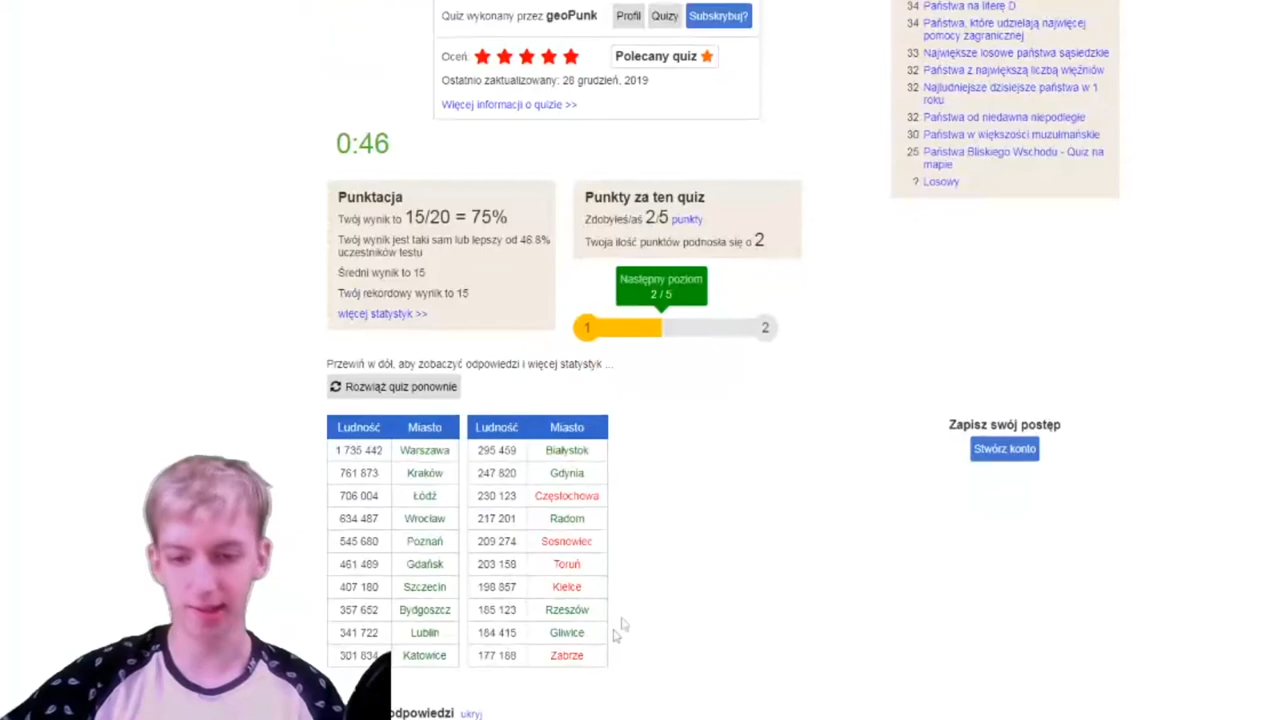 Quiz wykonany przez geoPunk Profil Quizy Subskrybuj?
Oceń: Polecany quiz
Ostatnio zaktualizowany: 28 grudzień, 2019
Więcej informacji o quizie >>
0:46
Punktacja
Twój wynik to 15/20 = 75%
Twój wynik jest taki sam lub lepszy od 46.8%
uczestników testu
Średni wynik to 15
Twój rekordowy wynik to 15
więcej statystyk >>
Punkty za ten quiz
Zdobyłeś/aś 2/5 punkty
Twoja ilość punktów podnosła się o 2
Następny poziom
2 / 5
1 2
Przewiń w dół, aby zobaczyć odpowiedzi i więcej statystyk ...
Rozwiąż quiz ponownie
Ludność Miasto Ludność Miasto
1 735 442 Warszawa 295 459 Białystok
761 873 Kraków 247 820 Gdynia
706 004 Łódź 230 123 Częstochowa
634 487 Wrocław 217 201 Radom
545 680 Poznań 209 274 Sosnowiec
461 489 Gdańsk 203 158 Toruń
407 180 Szczecin 198 857 Kielce
357 652 Bydgoszcz 185 123 Rzeszów
341 722 Lublin 184 415 Gliwice
301 834 Katowice 177 188 Zabrze
odpowiedzi ukryj
34 Państwa na literę D
34 Państwa, które udzielają najwięcej
pomocy zagranicznej
33 Największe losowe państwa sąsiedzkie
32 Państwa z największą liczbą więźniów
32 Najludniejsze dzisiejsze państwa w 1
roku
32 Państwa od niedawna niepodległe
30 Państwa w większości muzułmańskie
25 Państwa Bliskiego Wschodu - Quiz na
mapie
? Losowy
Zapisz swój postęp
Stwórz konto